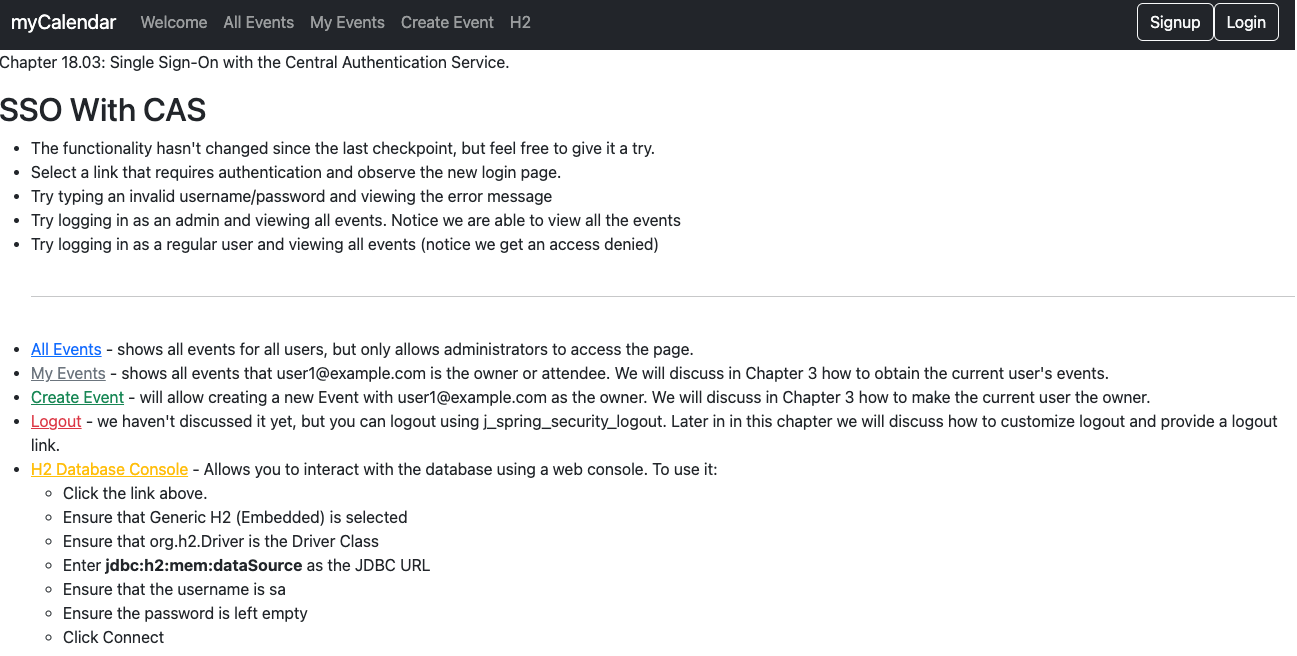 myCalendar Welcome All Events My Events Create Event H2 Signup Login
Chapter 18.03: Single Sign-On with the Central Authentication Service.
SSO With CAS
The functionality hasn't changed since the last checkpoint, but feel free to give it a try.
Select a link that requires authentication and observe the new login page.
Try typing an invalid username/password and viewing the error message
Try logging in as an admin and viewing all events. Notice we are able to view all the events
Try logging in as a regular user and viewing all events (notice we get an access denied)
All Events - shows all events for all users, but only allows administrators to access the page.
My Events - shows all events that user1@example.com is the owner or attendee. We will discuss in Chapter 3 how to obtain the current user's events.
Create Event - will allow creating a new Event with user1@example.com as the owner. We will discuss in Chapter 3 how to make the current user the owner.
Logout - we haven't discussed it yet, but you can logout using j_spring_security_logout. Later in in this chapter we will discuss how to customize logout and provide a logout
link.
H2 Database Console - Allows you to interact with the database using a web console. To use it:
Click the link above.
Ensure that Generic H2 (Embedded) is selected
Ensure that org.h2.Driver is the Driver Class
Enter jdbc:h2:mem:dataSource as the JDBC URL
Ensure that the username is sa
Ensure the password is left empty
Click Connect